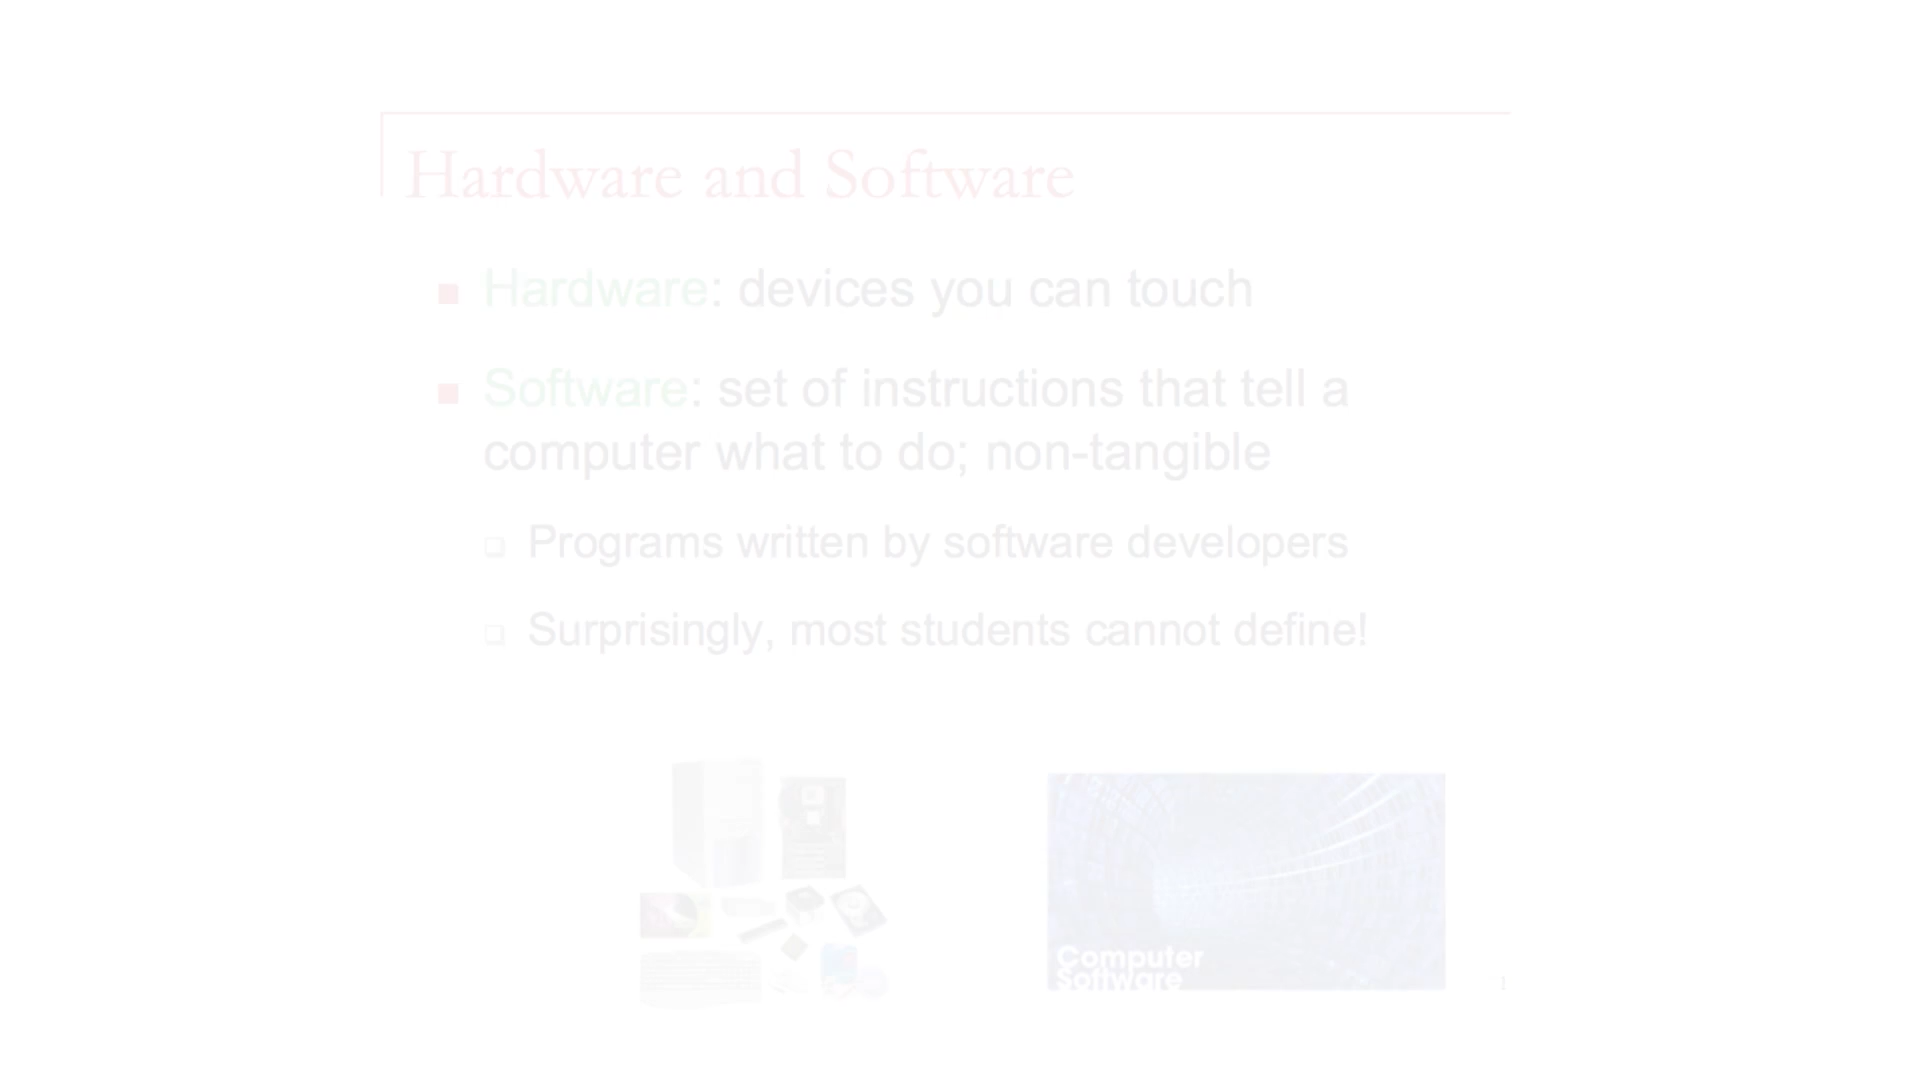 Hardware and Software
Hardware: devices you can touch
Software: set of instructions that tell a
computer what to do; non-tangible
Programs written by software developers
Surprisingly, most students cannot define!
Computer
Software
1